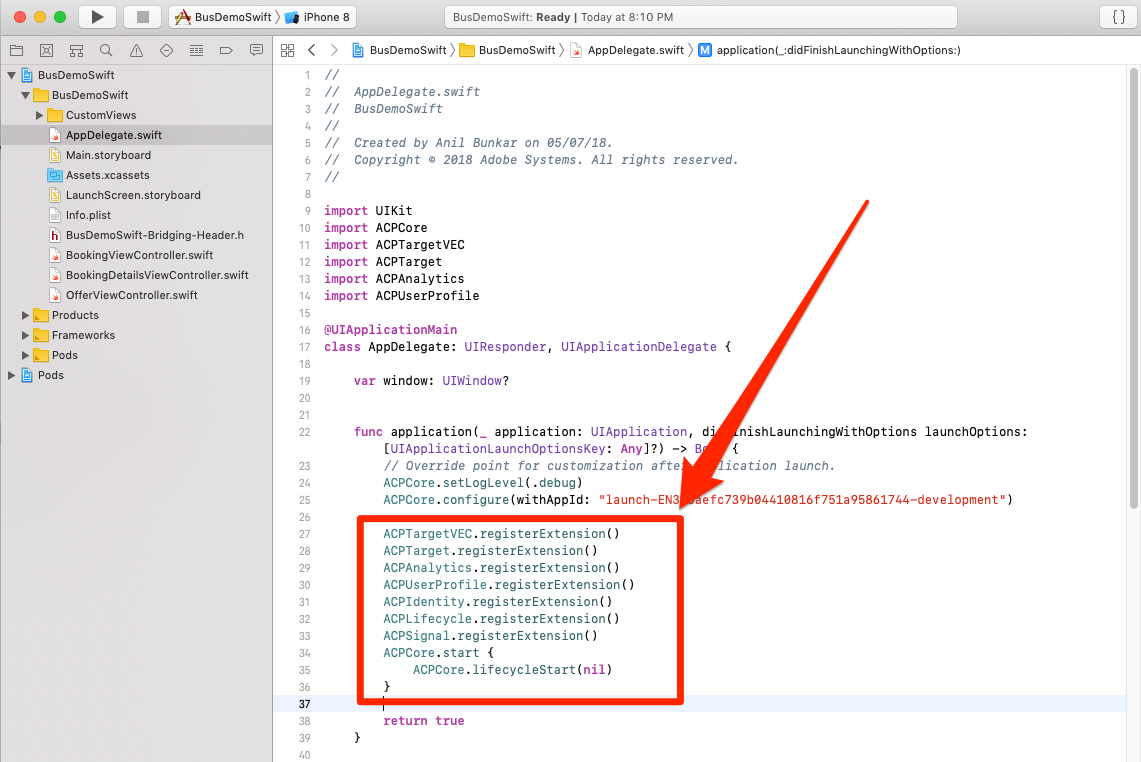 BusDemoSwift
iPhone 8
BusDemoSwift: Ready | Today at 8:10 PM
{ }
BusDemoSwift
BusDemoSwift
AppDelegate.swift
M
application(_:didFinishLaunchingWithOptions:)
BusDemoSwift
BusDemoSwift
CustomViews
AppDelegate.swift
Main.storyboard
Assets.xcassets
LaunchScreen.storyboard
Info.plist
h BusDemoSwift-Bridging-Header.h
BookingViewController.swift
BookingDetailsViewController.swift
OfferViewController.swift
Products
Frameworks
Pods
Pods
1 //
2 //  AppDelegate.swift
3 //  BusDemoSwift
4 //
5 //  Created by Anil Bunkar on 05/07/18.
6 //  Copyright © 2018 Adobe Systems. All rights reserved.
7 //
8
9 import UIKit
10 import ACPCore
11 import ACPTargetVEC
12 import ACPTarget
13 import ACPAnalytics
14 import ACPUserProfile
15
16 @UIApplicationMain
17 class AppDelegate: UIResponder, UIApplicationDelegate {
18
19     var window: UIWindow?
20
21
22     func application(_ application: UIApplication, di inishLaunchingWithOptions launchOptions:
[UIApplicationLaunchOptionsKey: Any]?) -> B {
23         // Override point for customization afte lication launch.
24         ACPCore.setLogLevel(.debug)
25         ACPCore.configure(withAppId: "launch-EN3 aefc739b04410816f751a95861744-development")
26
27         ACPTargetVEC.registerExtension()
28         ACPTarget.registerExtension()
29         ACPAnalytics.registerExtension()
30         ACPUserProfile.registerExtension()
31         ACPIdentity.registerExtension()
32         ACPLifecycle.registerExtension()
33         ACPSignal.registerExtension()
34         ACPCore.start {
35             ACPCore.lifecycleStart(nil)
36         }
37
38         return true
39     }
40